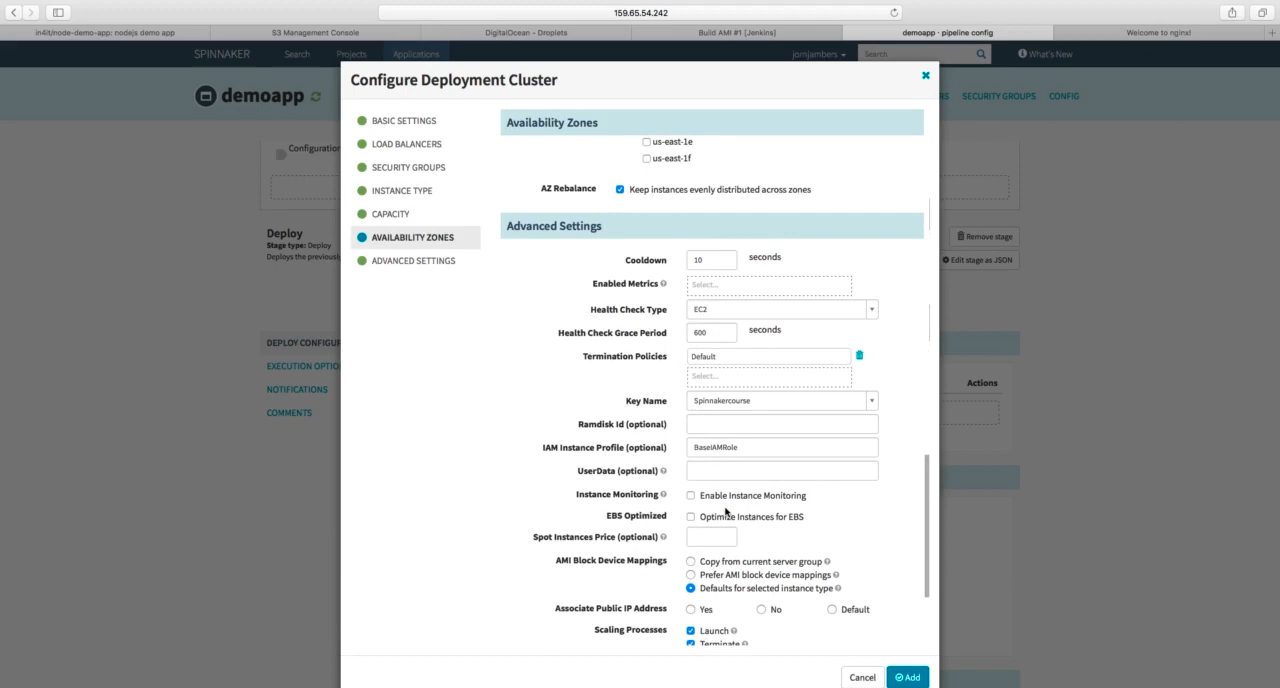 159.65.54.242
in4it/node-demo-app: nodejs demo app
S3 Management Console
DigitalOcean - Droplets
Build AMI #1 [Jenkins]
demoapp · pipeline config
Welcome to nginx!
SPINNAKER Search Projects Applications
jornjambers
Search
What's New
demoapp
RS SECURITY GROUPS CONFIG
Configure Deployment Cluster
BASIC SETTINGS
LOAD BALANCERS
SECURITY GROUPS
INSTANCE TYPE
CAPACITY
AVAILABILITY ZONES
ADVANCED SETTINGS
Availability Zones
us-east-1e
us-east-1f
AZ Rebalance Keep instances evenly distributed across zones
Advanced Settings
Cooldown 10 seconds
Enabled Metrics Select...
Health Check Type EC2
Health Check Grace Period 600 seconds
Termination Policies Default
Select...
Key Name Spinnakercourse
Ramdisk Id (optional)
IAM Instance Profile (optional) BaseIAMRole
UserData (optional)
Instance Monitoring Enable Instance Monitoring
EBS Optimized Optimize Instances for EBS
Spot Instances Price (optional)
AMI Block Device Mappings Copy from current server group
Prefer AMI block device mappings
Defaults for selected instance type
Associate Public IP Address Yes No Default
Scaling Processes Launch
Terminate
Cancel Add
Configuration
Deploy
Stage type: Deploy
Deploys the previousl
Remove stage
Edit stage as JSON
DEPLOY CONFIGUR
EXECUTION OPTIO
NOTIFICATIONS
COMMENTS
Actions